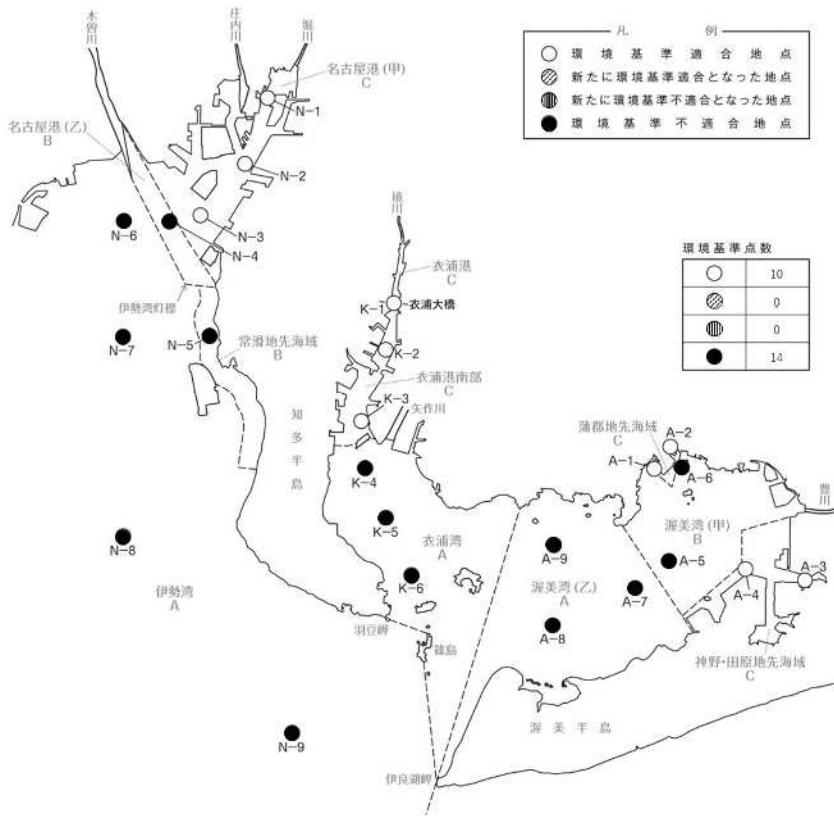 凡例
環境基準適合地点
新たに環境基準適合となった地点
新たに環境基準不適合となった地点
環境基準不適合地点
木曽川
庄内川
堀川
名古屋港(甲)
C
N-1
名古屋港(乙)
B
N-2
N-3
N-6
N-4
境川
環境基準点数
10
0
0
14
衣浦港
C
伊勢湾灯標
K-1
衣浦大橋
N-7
N-5
常滑地先海域
B
K-2
衣浦港南部
C
K-3
矢作川
知多半島
蒲郡地先海域
C
A-2
A-1
A-6
K-4
豊川
K-5
渥美湾(甲)
B
N-8
衣浦湾
A
A-9
A-5
A-3
A-4
伊勢湾
A
K-6
渥美湾(乙)
A
A-7
羽豆岬
A-8
篠島
神野・田原地先海域
C
渥美半島
N-9
伊良湖岬